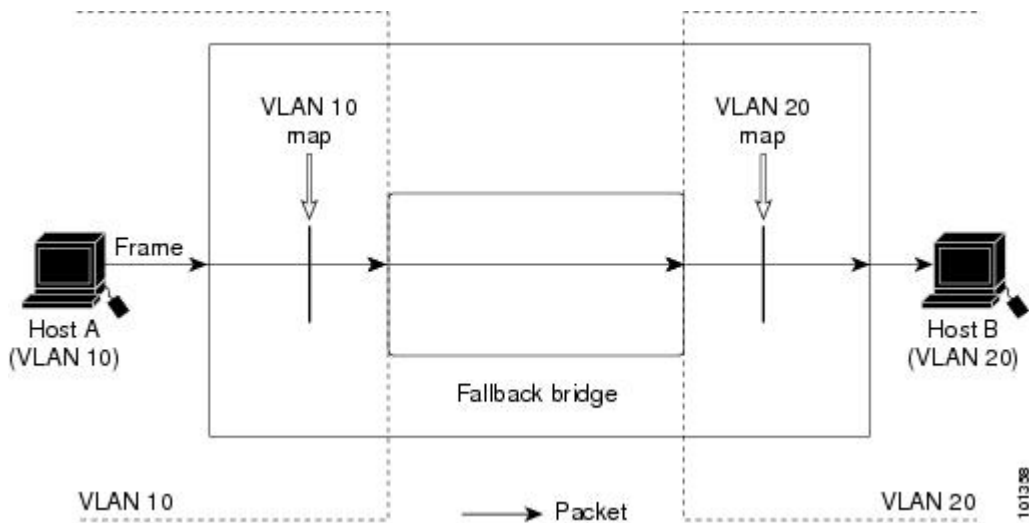 VLAN 10
map
VLAN 20
map
Frame
Host A
(VLAN 10)
Host B
(VLAN 20)
Fallback bridge
VLAN 10
Packet
VLAN 20
101358